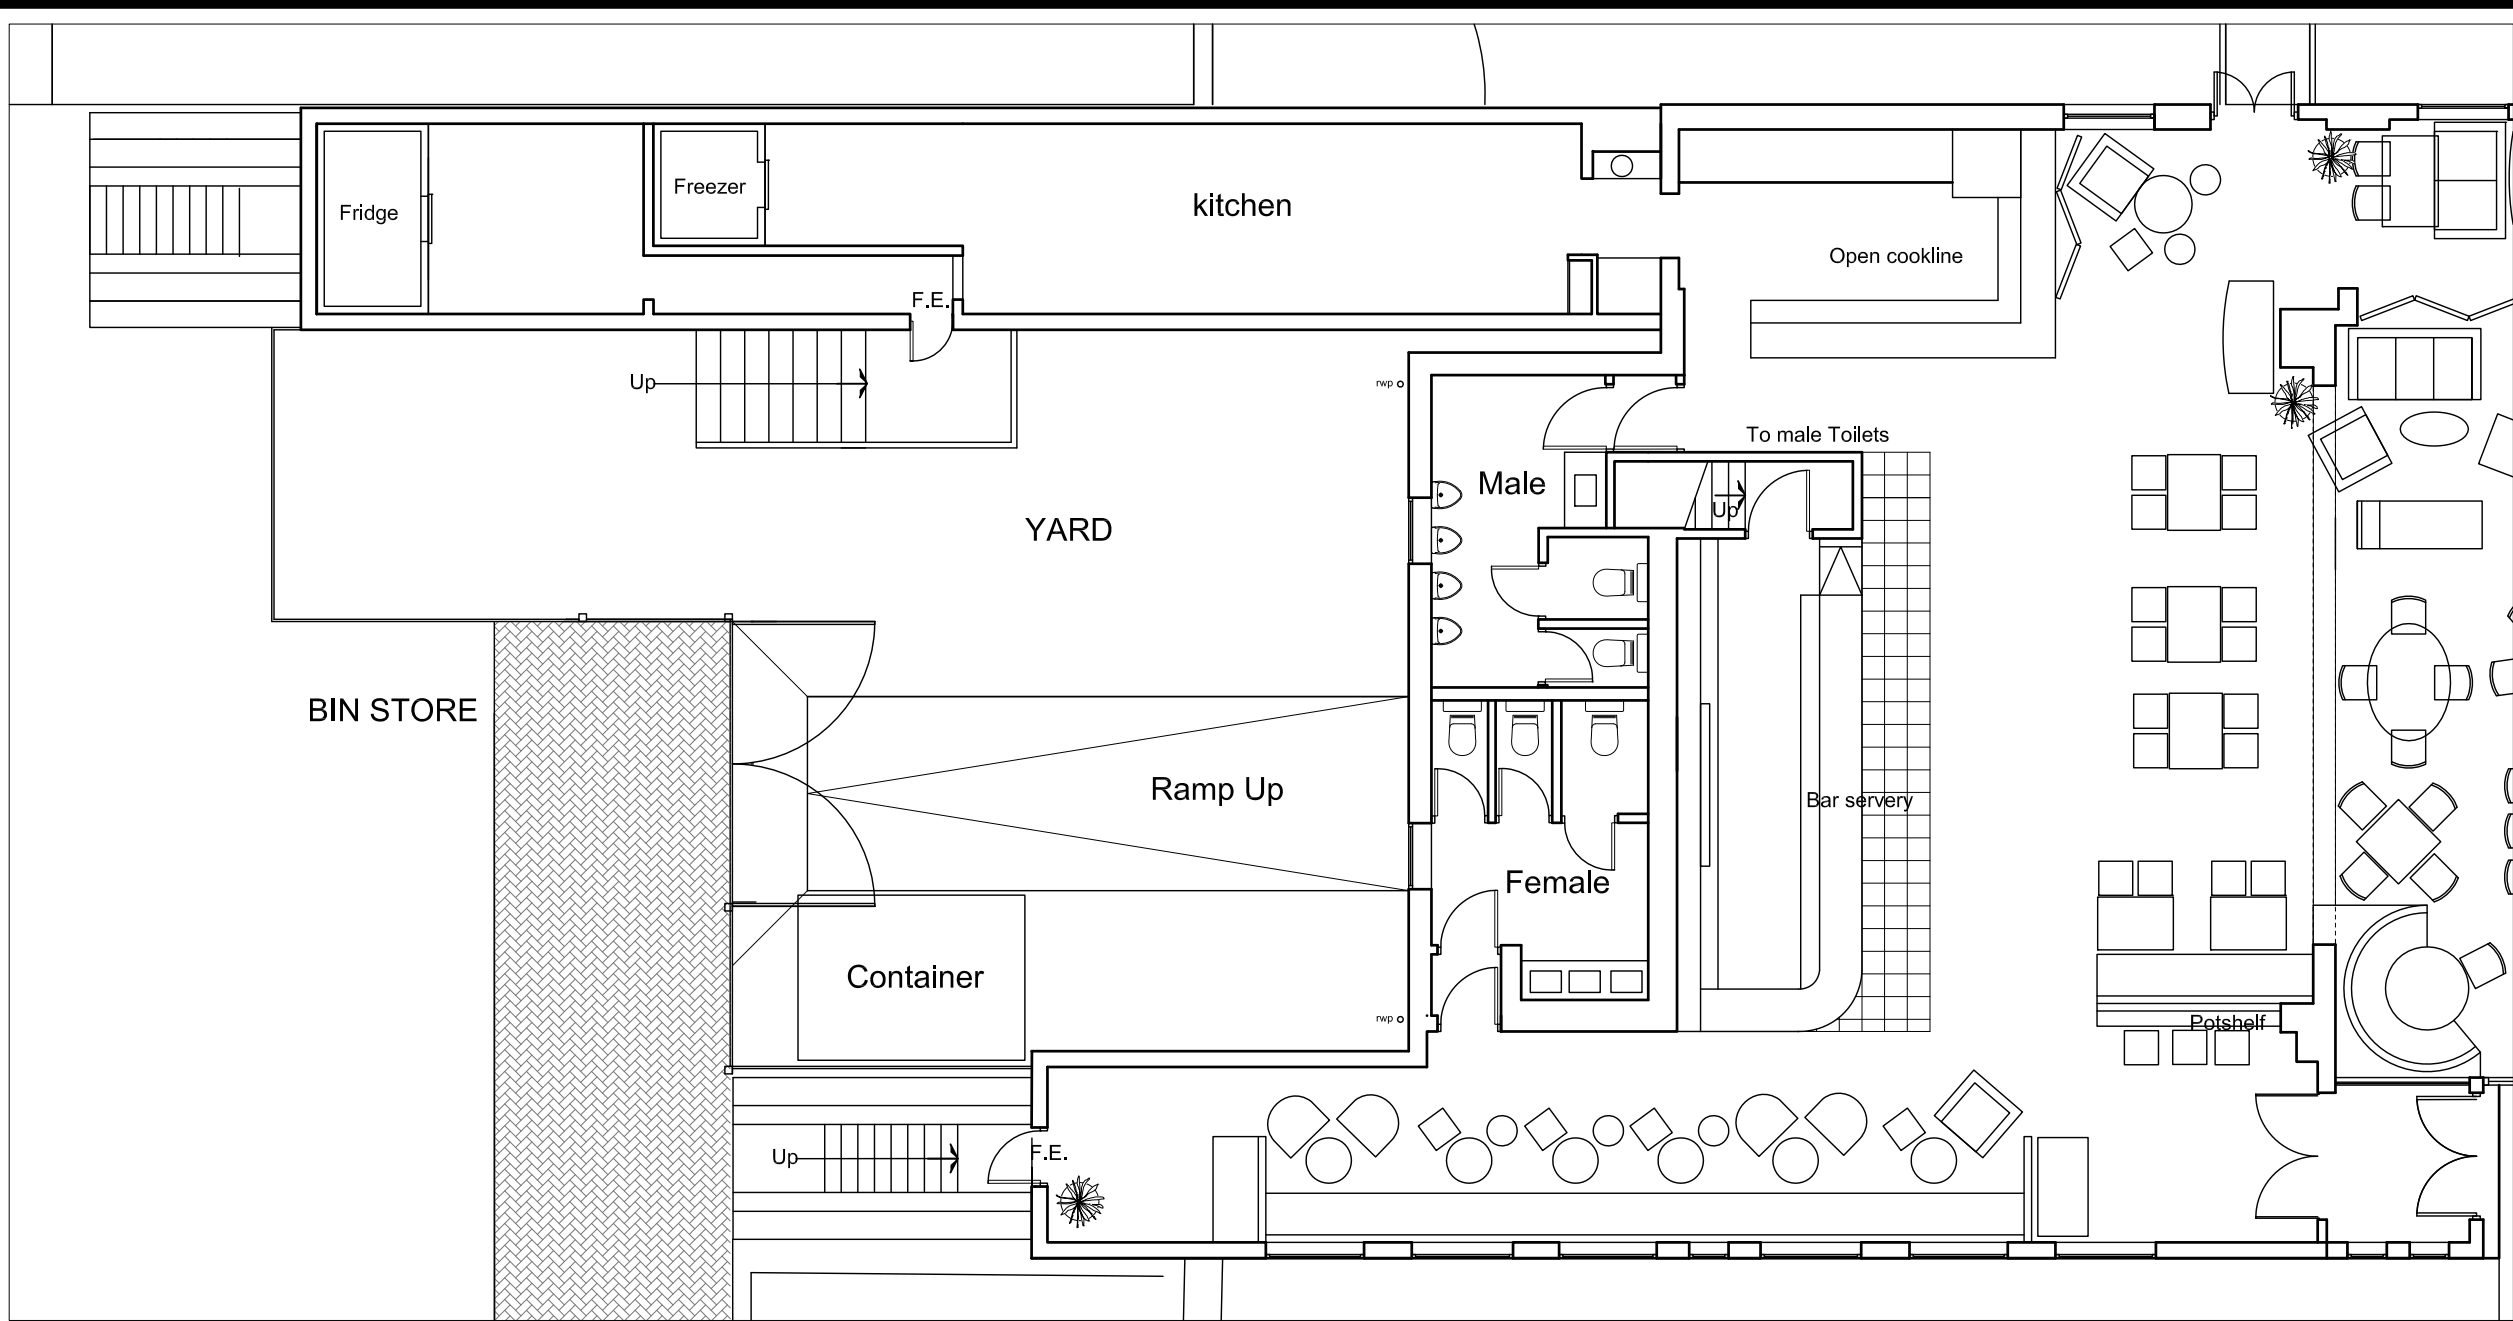 Freezer
kitchen
Fridge
Open cookline
F.E.
Up
rwp
To male Toilets
Male
Up
YARD
BIN STORE
Ramp Up
Bar servery
Female
Container
rwp
Potshelf
Up
F.E.